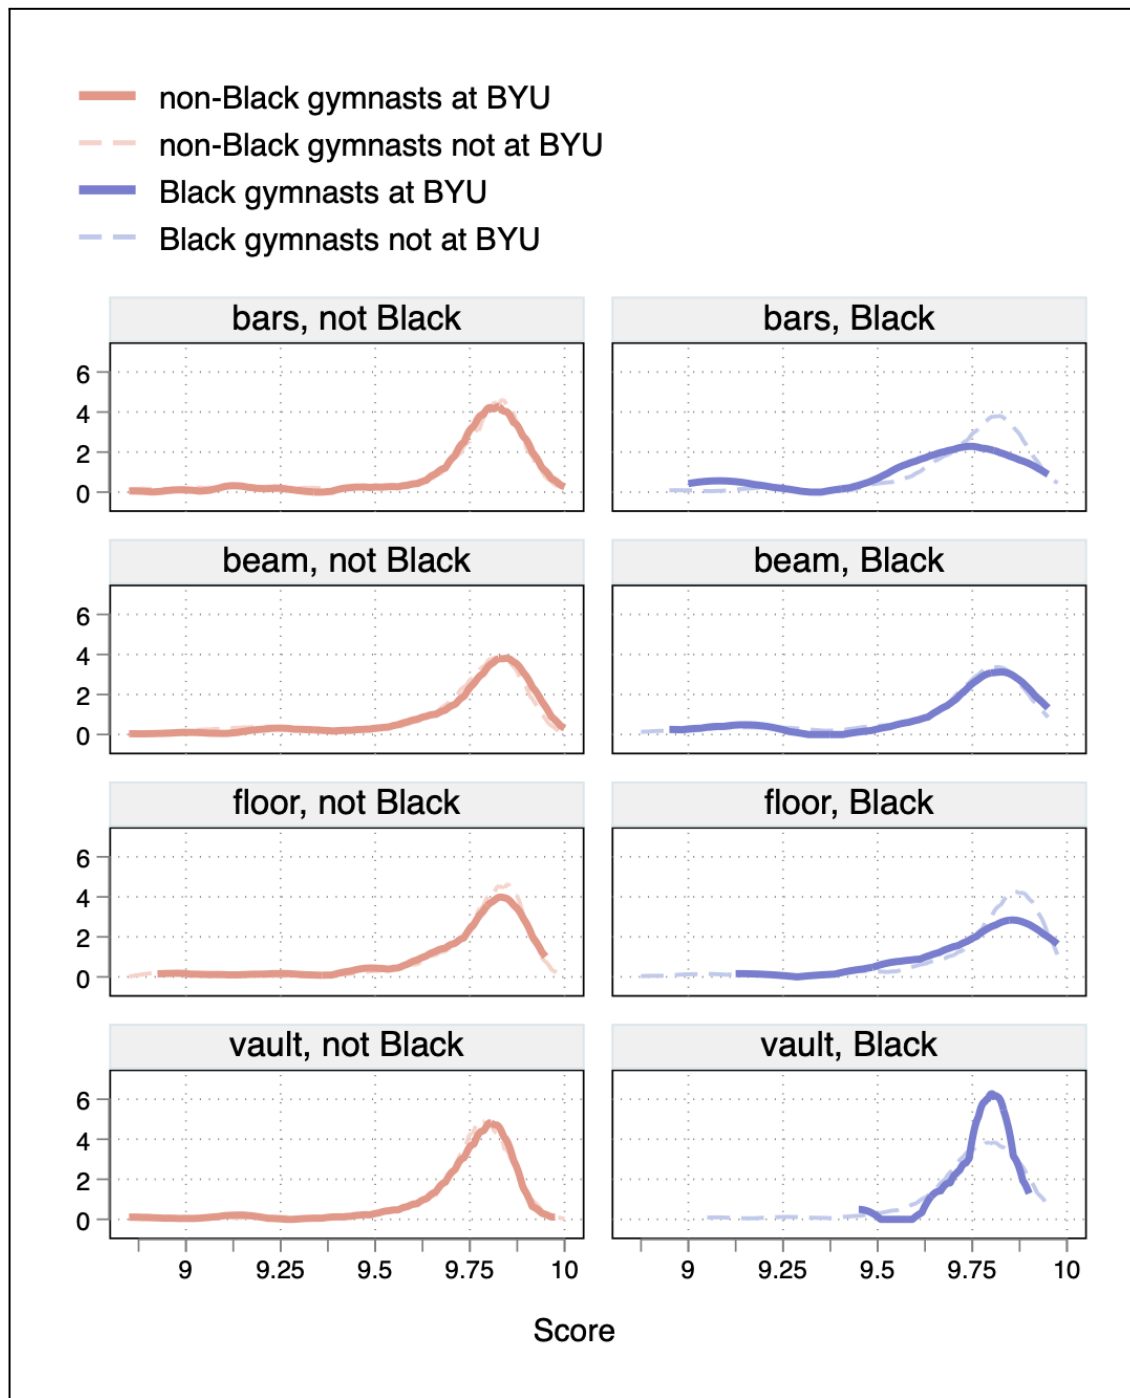 non-Black gymnasts at BYU
non-Black gymnasts not at BYU
Black gymnasts at BYU
Black gymnasts not at BYU
bars, not Black
bars, Black
6
4
2
0
beam, not Black
beam, Black
6
4
2
0
floor, not Black
floor, Black
6
4
2
0
vault, not Black
vault, Black
6
4
2
0
9 9.25 9.5 9.75 10
9 9.25 9.5 9.75 10
Score